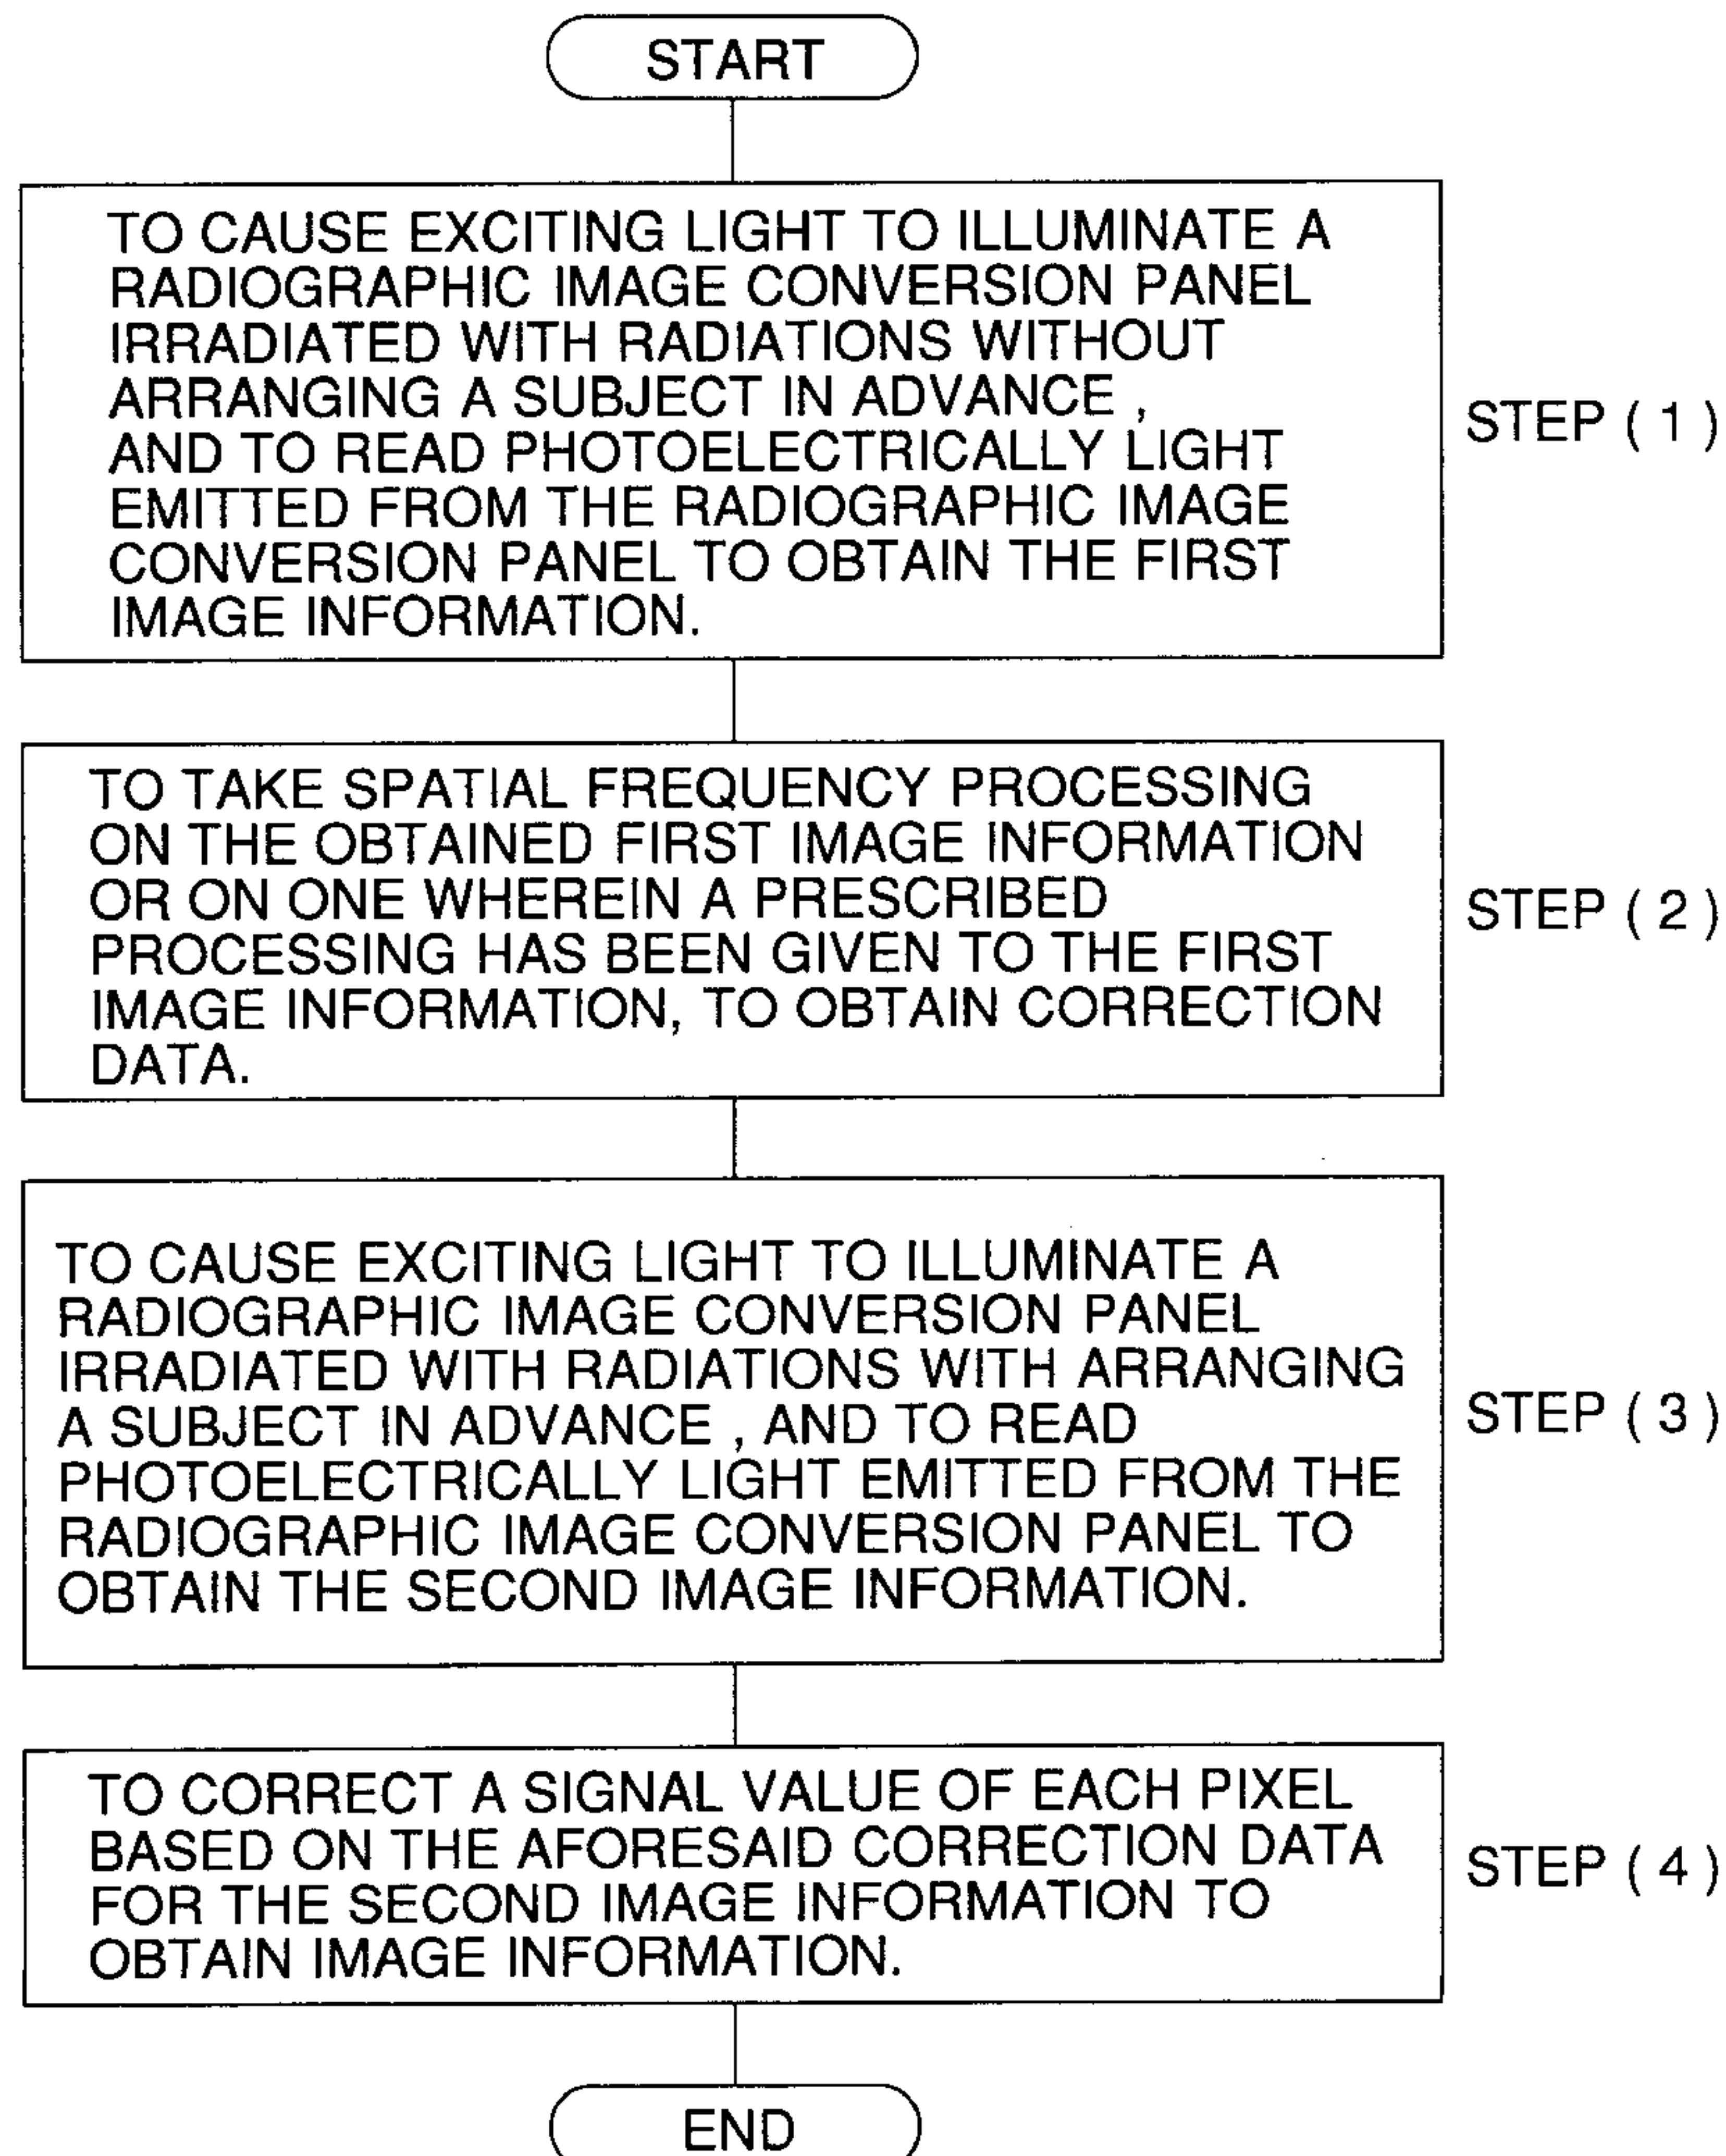 START
TO CAUSE EXCITING LIGHT TO ILLUMINATE A
RADIOGRAPHIC IMAGE CONVERSION PANEL
IRRADIATED WITH RADIATIONS WITHOUT
ARRANGING A SUBJECT IN ADVANCE ,
AND TO READ PHOTOELECTRICALLY LIGHT
EMITTED FROM THE RADIOGRAPHIC IMAGE
CONVERSION PANEL TO OBTAIN THE FIRST
IMAGE INFORMATION.
STEP ( 1 )
TO TAKE SPATIAL FREQUENCY PROCESSING
ON THE OBTAINED FIRST IMAGE INFORMATION
OR ON ONE WHEREIN A PRESCRIBED
PROCESSING HAS BEEN GIVEN TO THE FIRST
IMAGE INFORMATION, TO OBTAIN CORRECTION
DATA.
STEP ( 2 )
TO CAUSE EXCITING LIGHT TO ILLUMINATE A
RADIOGRAPHIC IMAGE CONVERSION PANEL
IRRADIATED WITH RADIATIONS WITH ARRANGING
A SUBJECT IN ADVANCE , AND TO READ
PHOTOELECTRICALLY LIGHT EMITTED FROM THE
RADIOGRAPHIC IMAGE CONVERSION PANEL TO
OBTAIN THE SECOND IMAGE INFORMATION.
STEP ( 3 )
TO CORRECT A SIGNAL VALUE OF EACH PIXEL
BASED ON THE AFORESAID CORRECTION DATA
FOR THE SECOND IMAGE INFORMATION TO
OBTAIN IMAGE INFORMATION.
STEP ( 4 )
END